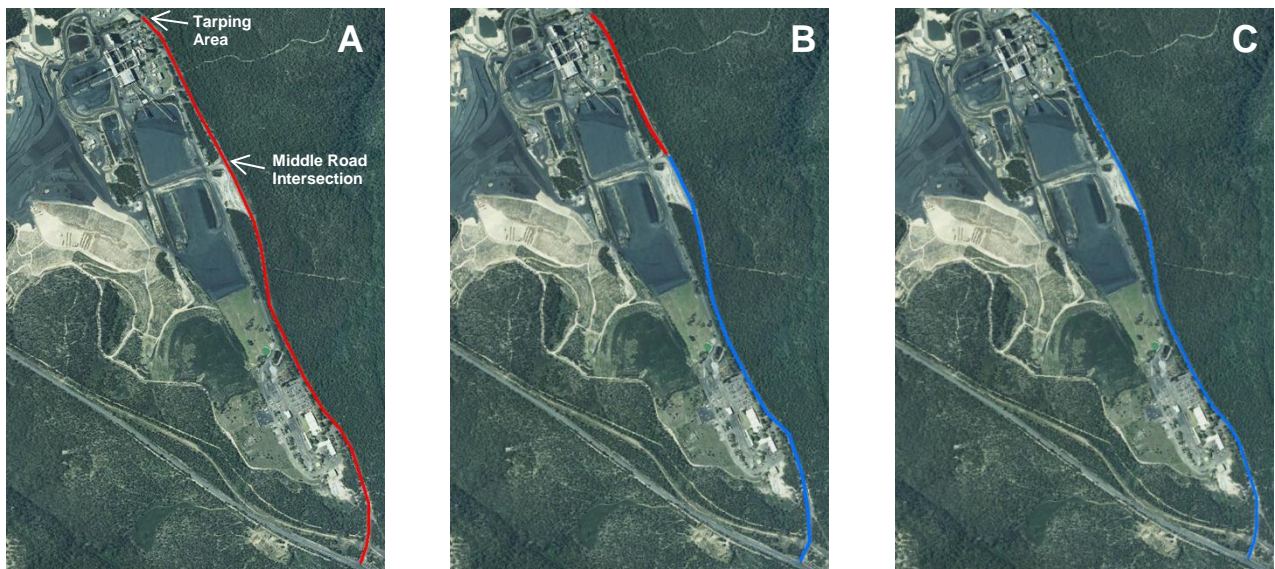 Tarping
Area
A
Middle Road
Intersection
B
C